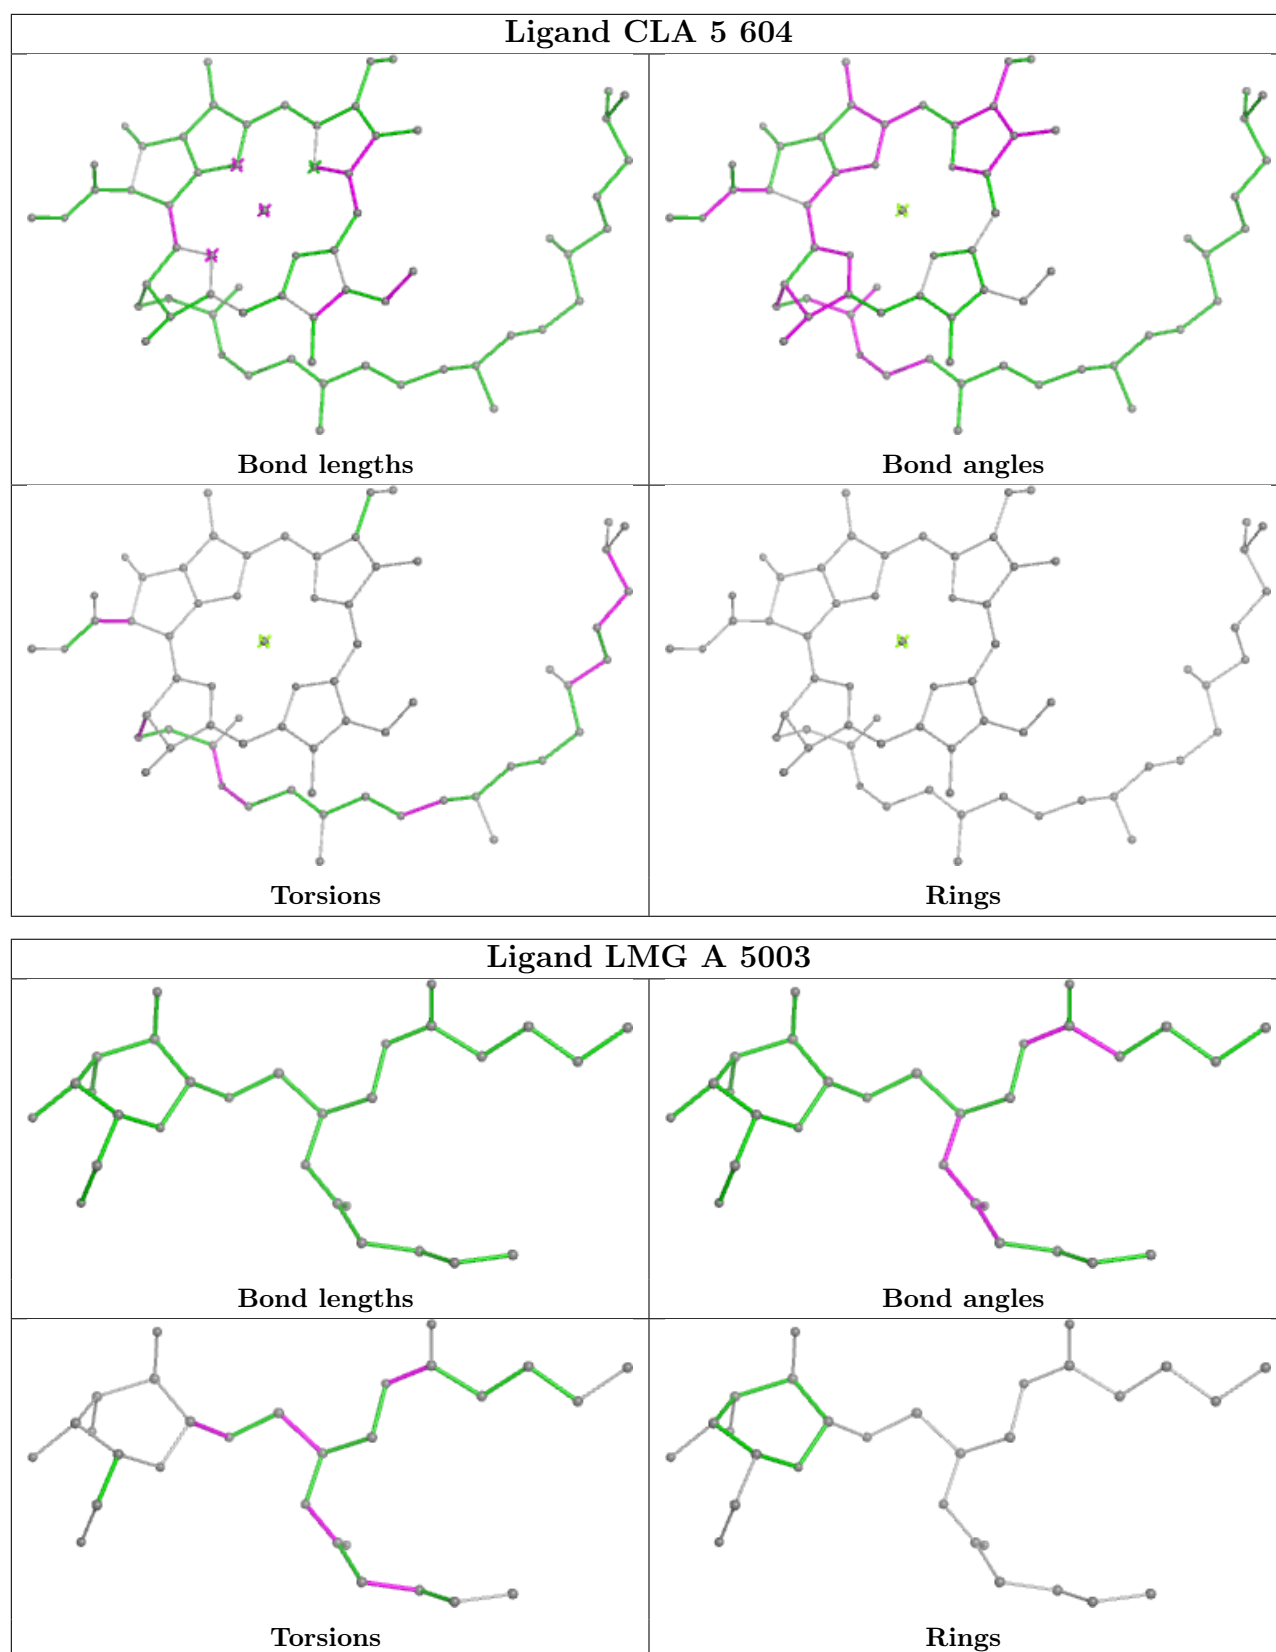 Ligand CLA 5 604
Bond lengths
Bond angles
Torsions
Rings
Ligand LMG A 5003
Bond lengths
Bond angles
Torsions
Rings